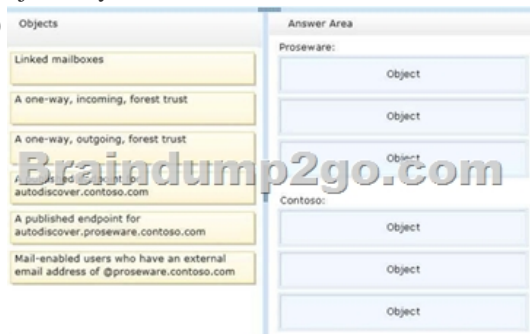 Objects
Linked mailboxes
A one-way, incoming, forest trust
A one-way, outgoing, forest trust
autodiscover.contoso.com
A published endpoint for
autodiscover.proseware.contoso.com
Mail-enabled users who have an external
email address of @proseware.contoso.com
Answer Area
Proseware:
Object
Object
Object
Contoso:
Object
Object
Object
Braindump2go.com